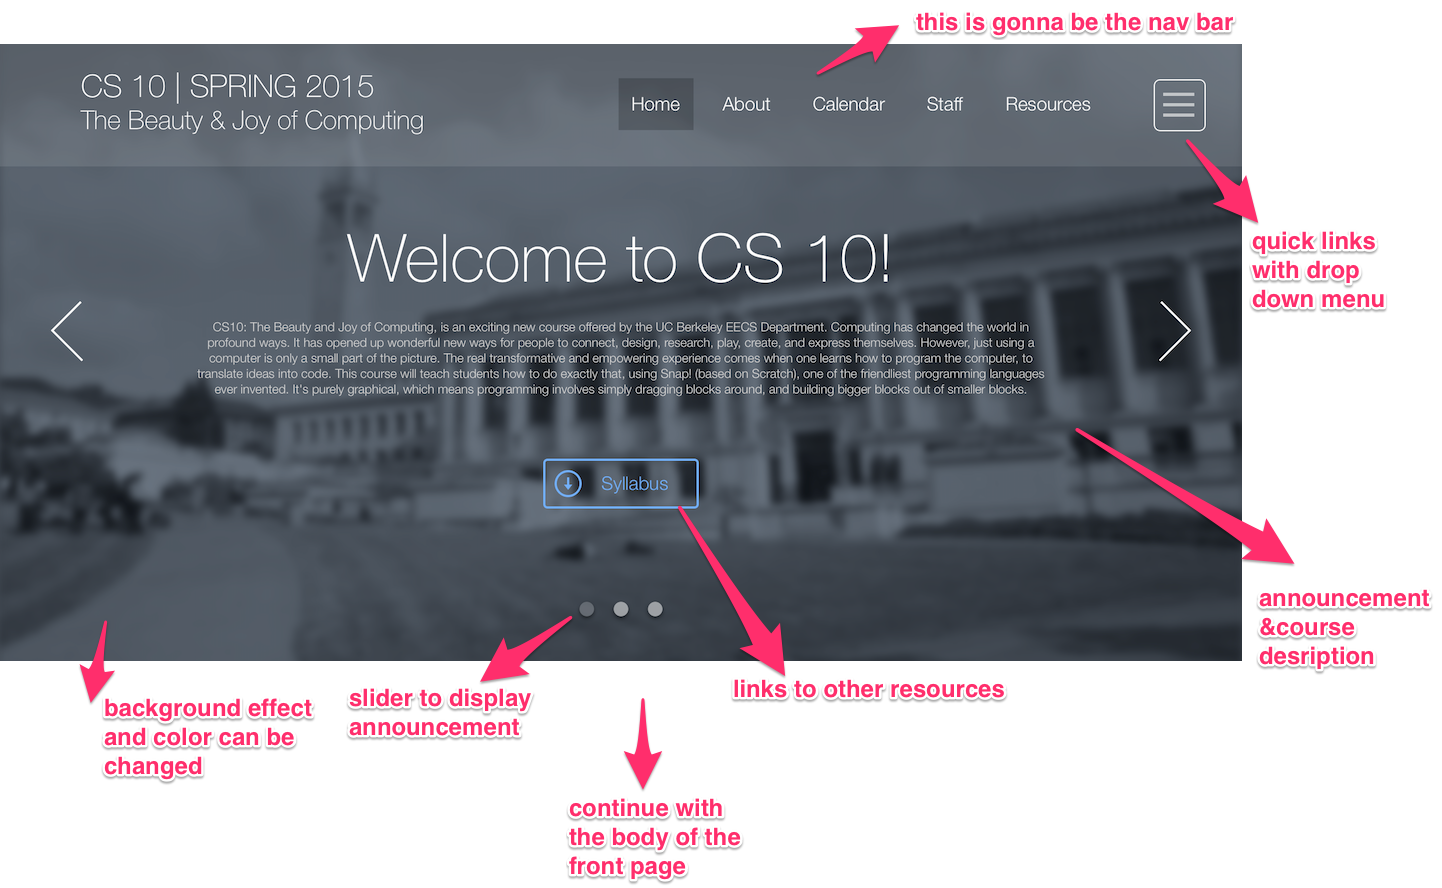 this is gonna be the nav bar
CS 10 | SPRING 2015
The Beauty & Joy of Computing
Home
About
Calendar
Staff
Resources
quick links
with drop
down menu
Welcome to CS 10!
CS10: The Beauty and Joy of Computing, is an exciting new course offered by the UC Berkeley EECS Department. Computing has changed the world in
profound ways. It has opened up wonderful new ways for people to connect, design, research, play, create, and express themselves. However, just using a
computer is only a small part of the picture. The real transformative and empowering experience comes when one learns how to program the computer, to
translate ideas into code. This course will teach students how to do exactly that, using Snap! (based on Scratch), one of the friendliest programming languages
ever invented. It's purely graphical, which means programming involves simply dragging blocks around, and building bigger blocks out of smaller blocks.
Syllabus
announcement
&course
desription
links to other resources
slider to display
announcement
background effect
and color can be
changed
continue with
the body of the
front page